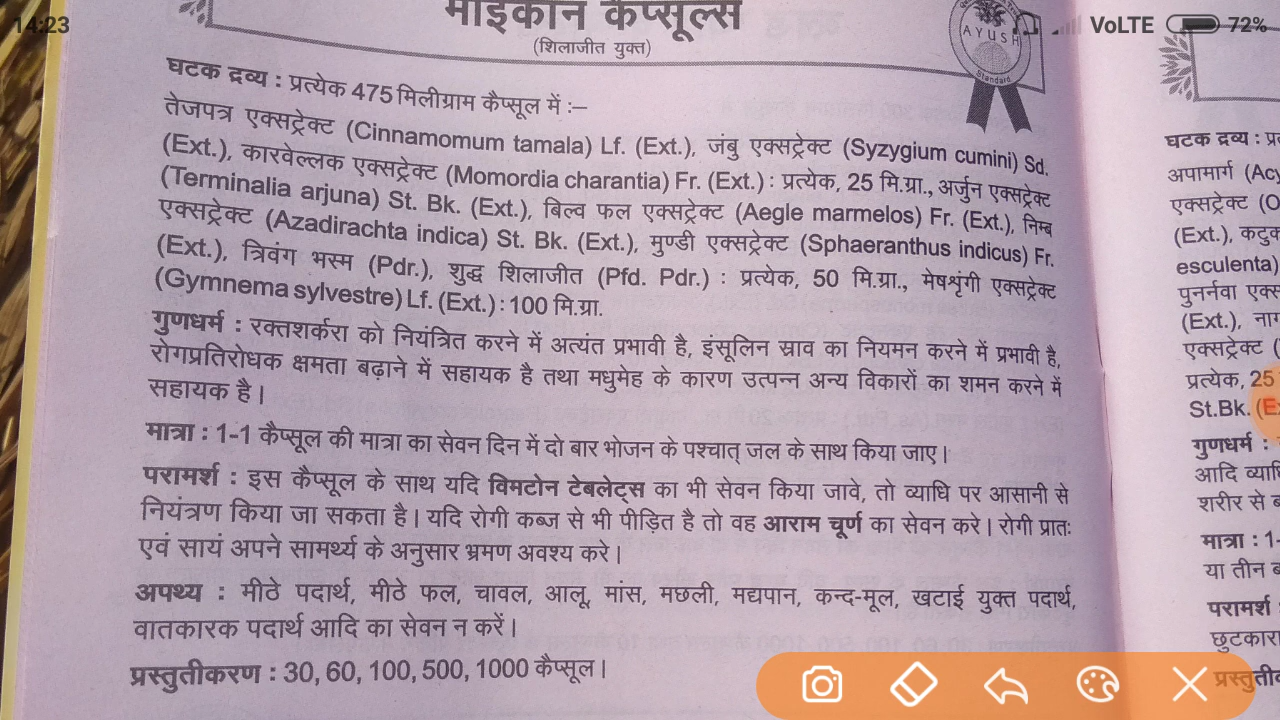 14:23
VoLTE 72%
कैप्सूल्स
(शिलाजीत युक्त)
AYUSH
Standard
घटक द्रव्य : प्रत्येक 475 मिलीग्राम कैप्सूल में :–
तेजपत्र एक्सट्रेक्ट (Cinnamomum tamala) Lf. (Ext.), जंबु एक्सट्रेक्ट (Syzygium cumini) Sd.
(Ext.), कारवेल्लक एक्सट्रेक्ट (Momordia charantia) Fr. (Ext.) : प्रत्येक, 25 मि.ग्रा., अर्जुन एक्सट्रेक्ट
(Terminalia arjuna) St. Bk. (Ext.), बिल्व फल एक्सट्रेक्ट (Aegle marmelos) Fr. (Ext.), निम्ब
एक्सट्रेक्ट (Azadirachta indica) St. Bk. (Ext.), मुण्डी एक्सट्रेक्ट (Sphaeranthus indicus) Fr.
(Ext.), त्रिवंग भस्म (Pdr.), शुद्ध शिलाजीत (Pfd. Pdr.) : प्रत्येक, 50 मि.ग्रा., मेषश्रृंगी एक्सट्रेक्ट
(Gymnema sylvestre) Lf. (Ext.) : 100 मि.ग्रा.
गुणधर्म : रक्तशर्करा को नियंत्रित करने में अत्यंत प्रभावी है, इंसूलिन स्राव का नियमन करने में प्रभावी है,
रोगप्रतिरोधक क्षमता बढ़ाने में सहायक है तथा मधुमेह के कारण उत्पन्न अन्य विकारों का शमन करने में
सहायक है।
मात्रा : 1-1 कैप्सूल की मात्रा का सेवन दिन में दो बार भोजन के पश्चात् जल के साथ किया जाए।
परामर्श : इस कैप्सूल के साथ यदि विमटोन टेबलेट्स का भी सेवन किया जावे, तो व्याधि पर आसानी से
नियंत्रण किया जा सकता है। यदि रोगी कब्ज से भी पीड़ित है तो वह आराम चूर्ण का सेवन करे। रोगी प्रातः
एवं सायं अपने सामर्थ्य के अनुसार भ्रमण अवश्य करे।
अपथ्य : मीठे पदार्थ, मीठे फल, चावल, आलू, मांस, मछली, मद्यपान, कन्द-मूल, खटाई युक्त पदार्थ,
वातकारक पदार्थ आदि का सेवन न करें।
प्रस्तुतीकरण : 30, 60, 100, 500, 1000 कैप्सूल।
घटक द्रव्य :
अपामार्ग
एक्सट्रेक्ट
(Ext.),
esculenta)
पुनर्नवा
(Ext.),
एक्सट्रेक्ट
प्रत्येक, 25
St.Bk.
गुणधर्म :
आदि
शरीर से
मात्रा : 1-
या तीन
परामर्श